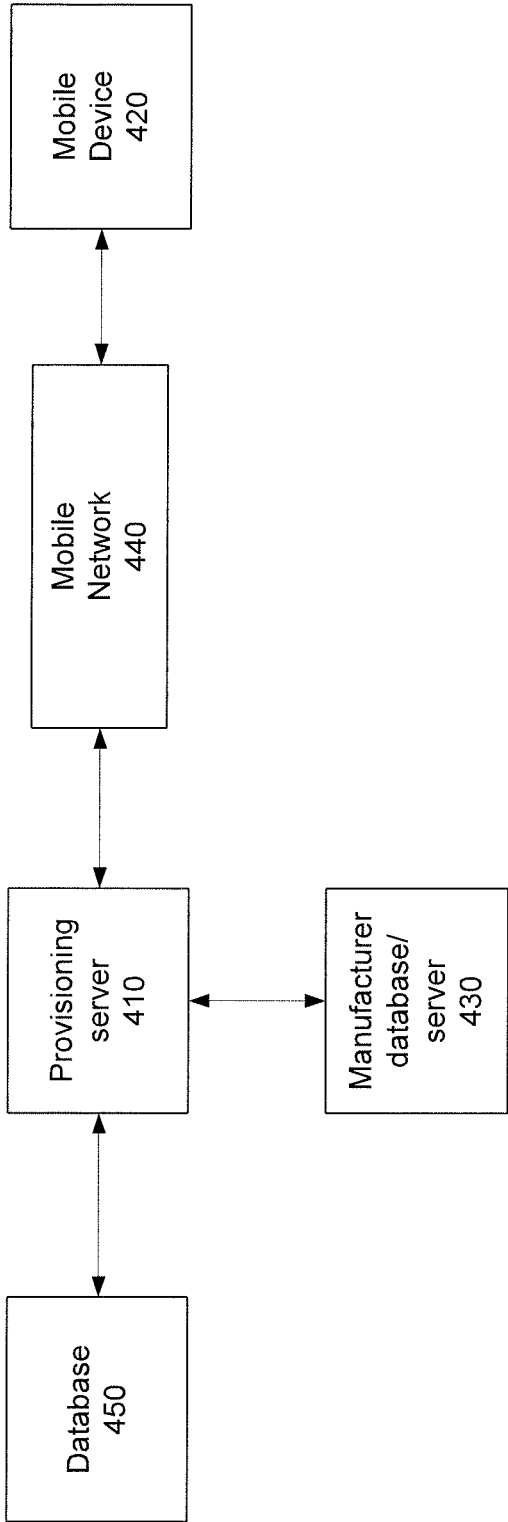 Database
450
Provisioning
server
410
Manufacturer
database/
server
430
Mobile
Network
440
Mobile
Device
420